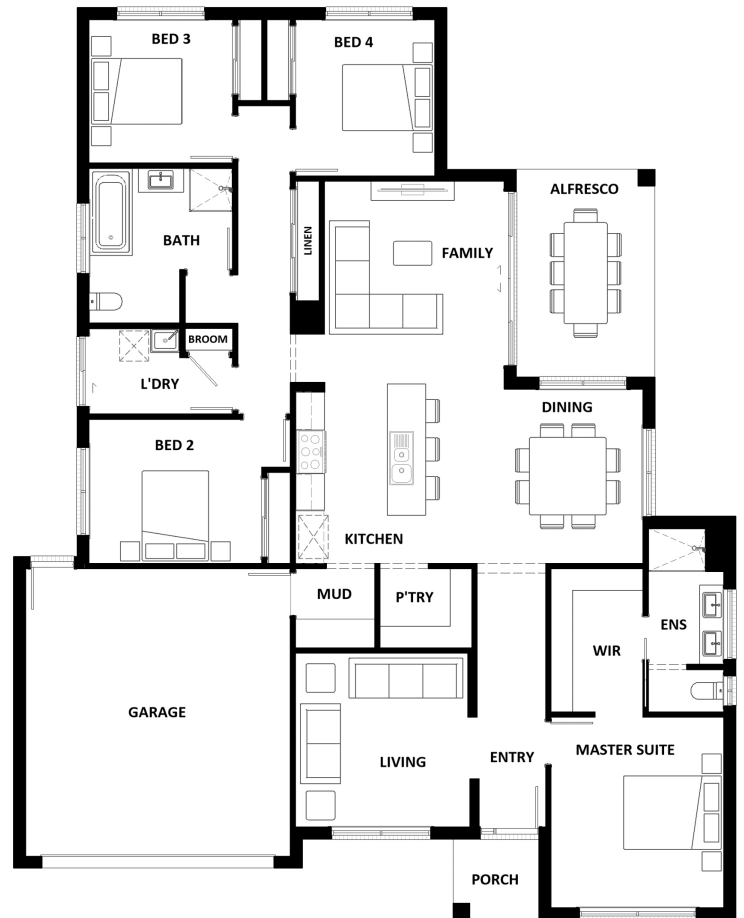 BED 3
BED 4
ALFRESCO
BATH
LINEN
FAMILY
BROOM
L'DRY
DINING
BED 2
KITCHEN
MUD
P'TRY
ENS
WIR
GARAGE
LIVING
ENTRY
MASTER SUITE
PORCH